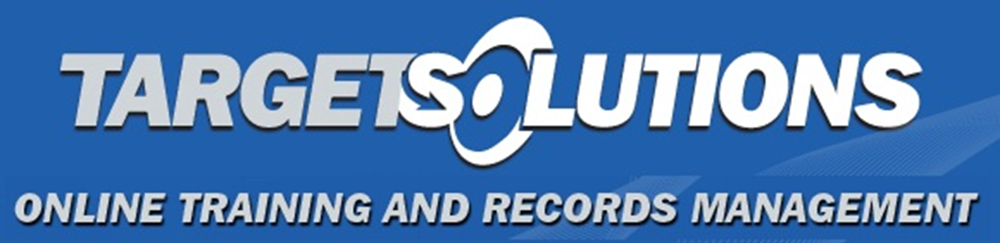 TARGETSOLUTIONS
ONLINE TRAINING AND RECORDS MANAGEMENT